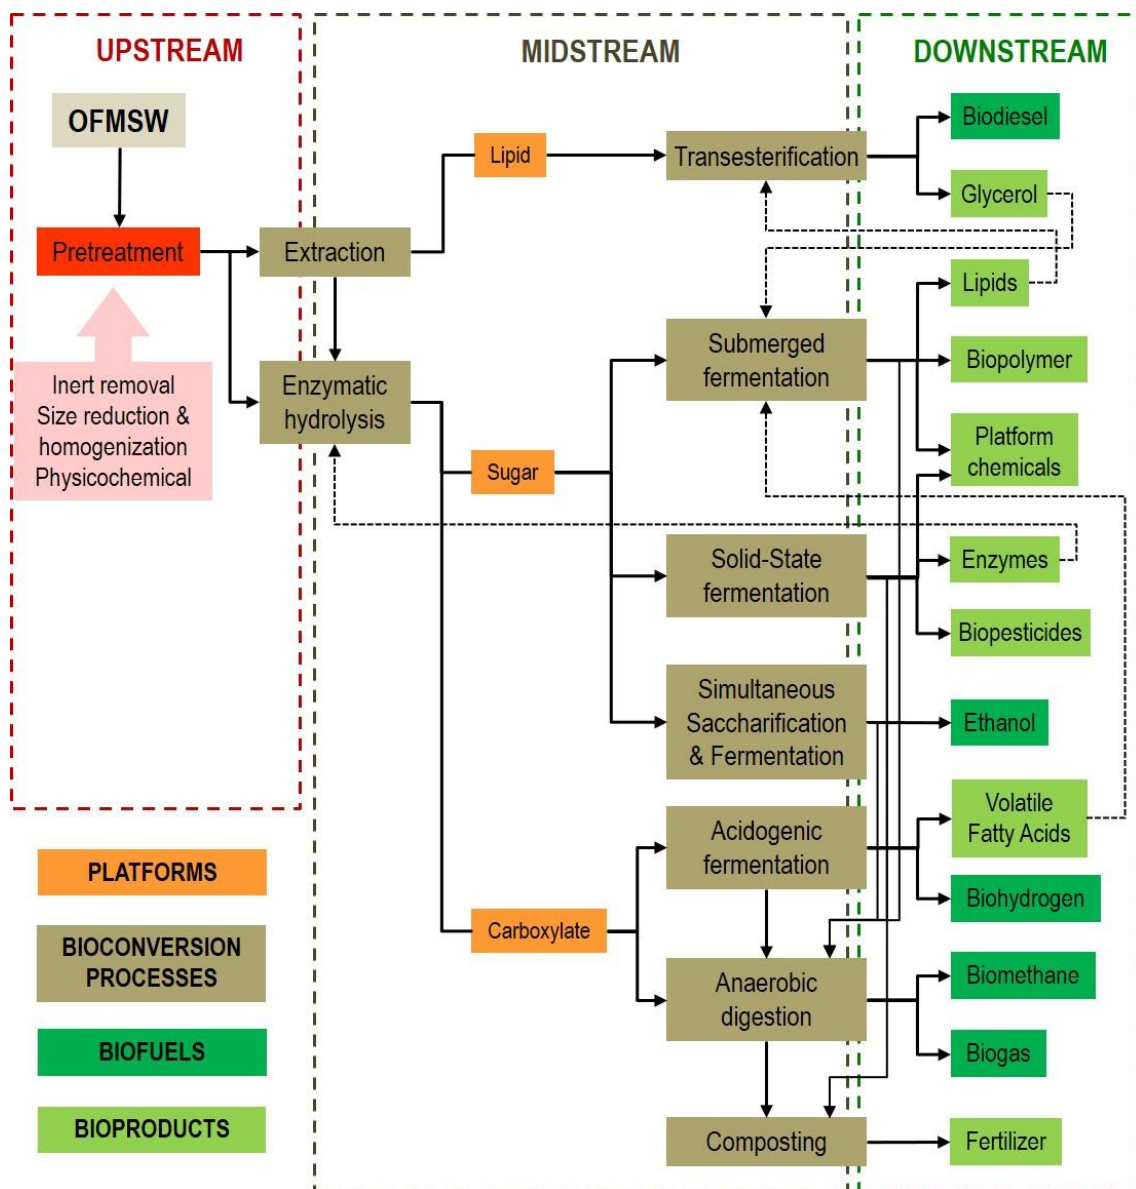 UPSTREAM
MIDSTREAM
DOWNSTREAM
OFMSW
Pretreatment
Inert removal
Size reduction &
homogenization
Physicochemical
Extraction
Enzymatic
hydrolysis
Lipid
Sugar
Carboxylate
Transesterification
Submerged
fermentation
Solid-State
fermentation
Simultaneous
Saccharification
& Fermentation
Acidogenic
fermentation
Anaerobic
digestion
Composting
Biodiesel
Glycerol
Lipids
Biopolymer
Platform
chemicals
Enzymes
Biopesticides
Ethanol
Volatile
Fatty Acids
Biohydrogen
Biomethane
Biogas
Fertilizer
PLATFORMS
BIOCONVERSION
PROCESSES
BIOFUELS
BIOPRODUCTS